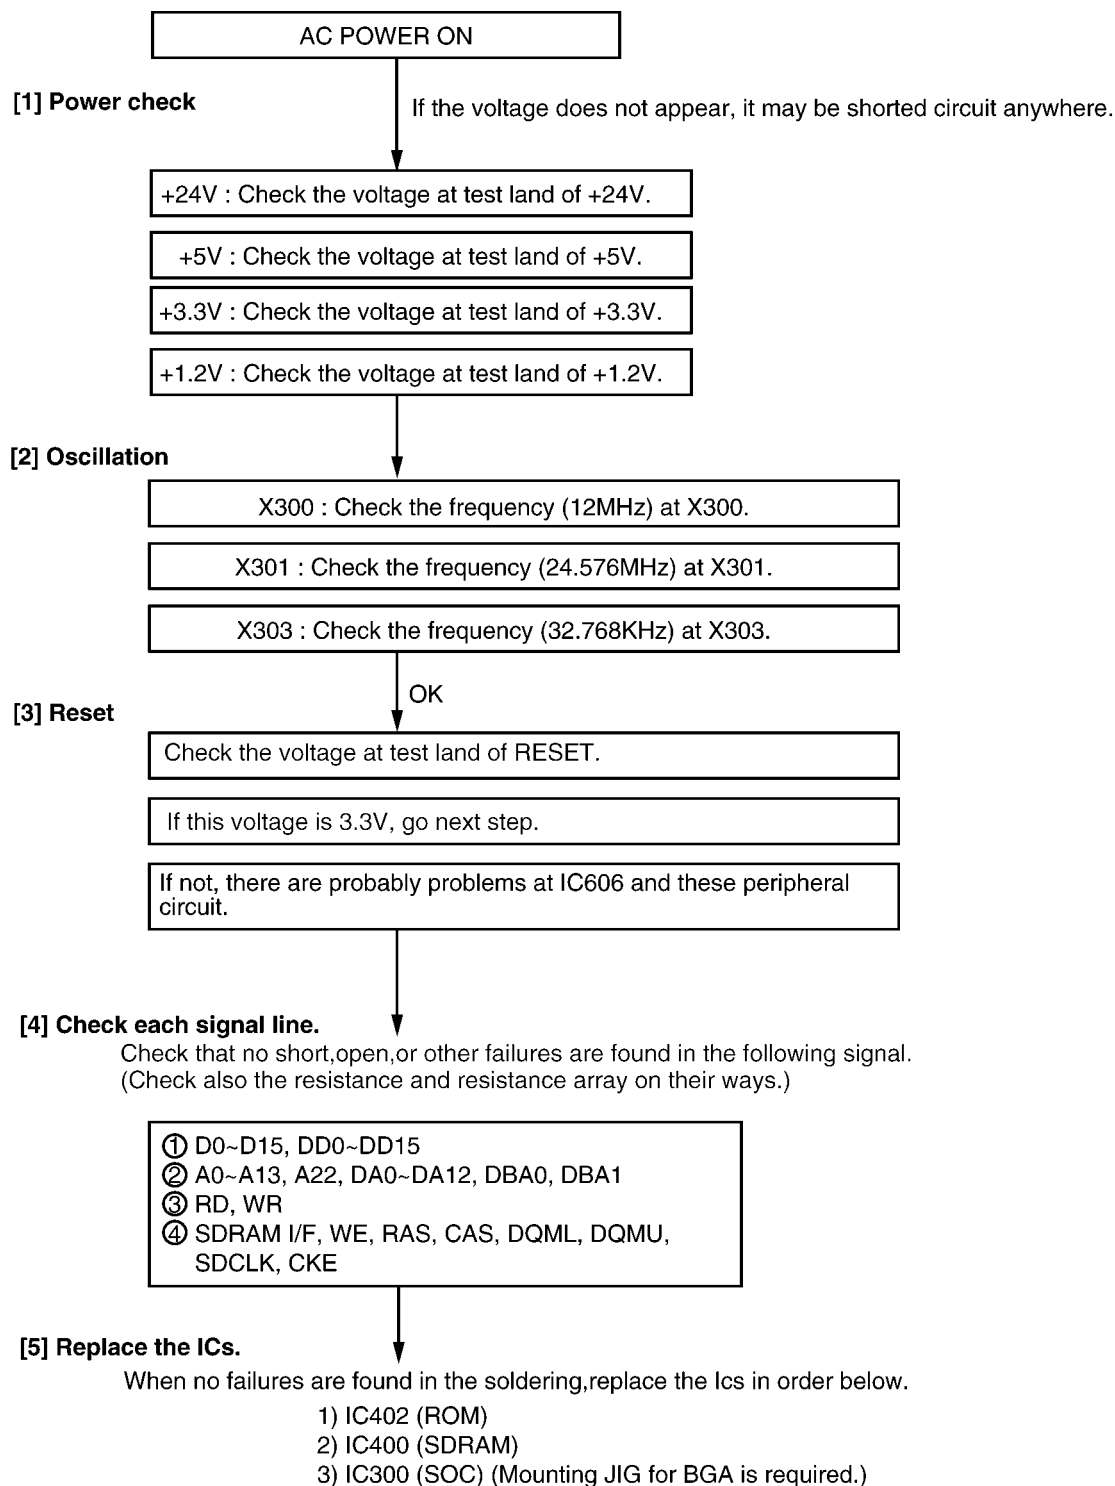 AC POWER ON
[1] Power check
If the voltage does not appear, it may be shorted circuit anywhere.
+24V : Check the voltage at test land of +24V.
+5V : Check the voltage at test land of +5V.
+3.3V : Check the voltage at test land of +3.3V.
+1.2V : Check the voltage at test land of +1.2V.
[2] Oscillation
X300 : Check the frequency (12MHz) at X300.
X301 : Check the frequency (24.576MHz) at X301.
X303 : Check the frequency (32.768KHz) at X303.
OK
[3] Reset
Check the voltage at test land of RESET.
If this voltage is 3.3V, go next step.
If not, there are probably problems at IC606 and these peripheral
circuit.
[4] Check each signal line.
Check that no short,open,or other failures are found in the following signal.
(Check also the resistance and resistance array on their ways.)
① D0~D15, DD0~DD15
② A0~A13, A22, DA0~DA12, DBA0, DBA1
③ RD, WR
④ SDRAM I/F, WE, RAS, CAS, DQML, DQMU,
SDCLK, CKE
[5] Replace the ICs.
When no failures are found in the soldering,replace the Ics in order below.
1) IC402 (ROM)
2) IC400 (SDRAM)
3) IC300 (SOC) (Mounting JIG for BGA is required.)